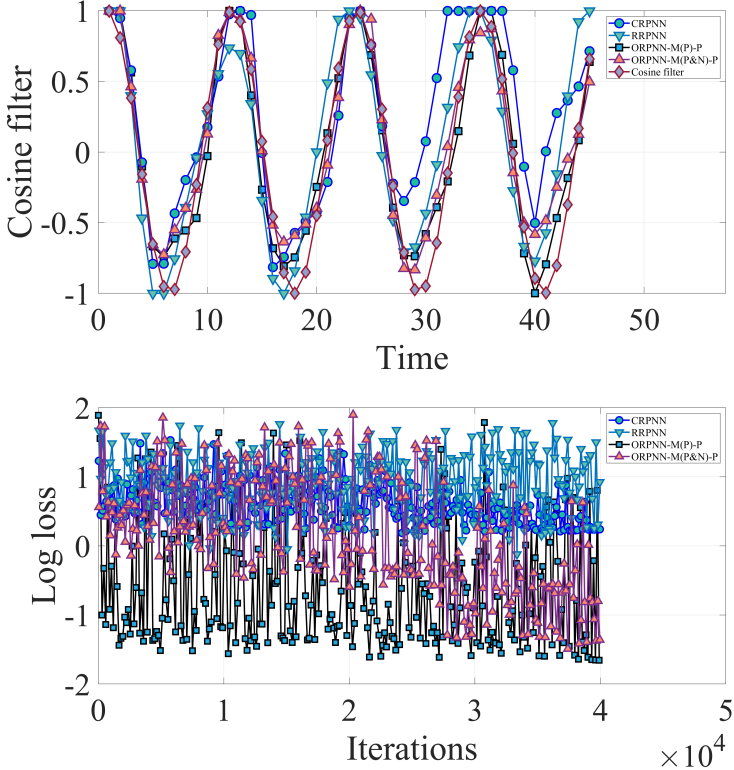 1
0.5
0
-0.5
-1
Cosine filter
0 10 20 30 40 50
Time
CRPNN
RRPNN
ORPNN-M(P)-P
ORPNN-M(P&N)-P
Cosine filter
2
1
0
-1
-2
Log loss
0 1 2 3 4 5
Iterations
×10^4
CRPNN
RRPNN
ORPNN-M(P)-P
ORPNN-M(P&N)-P